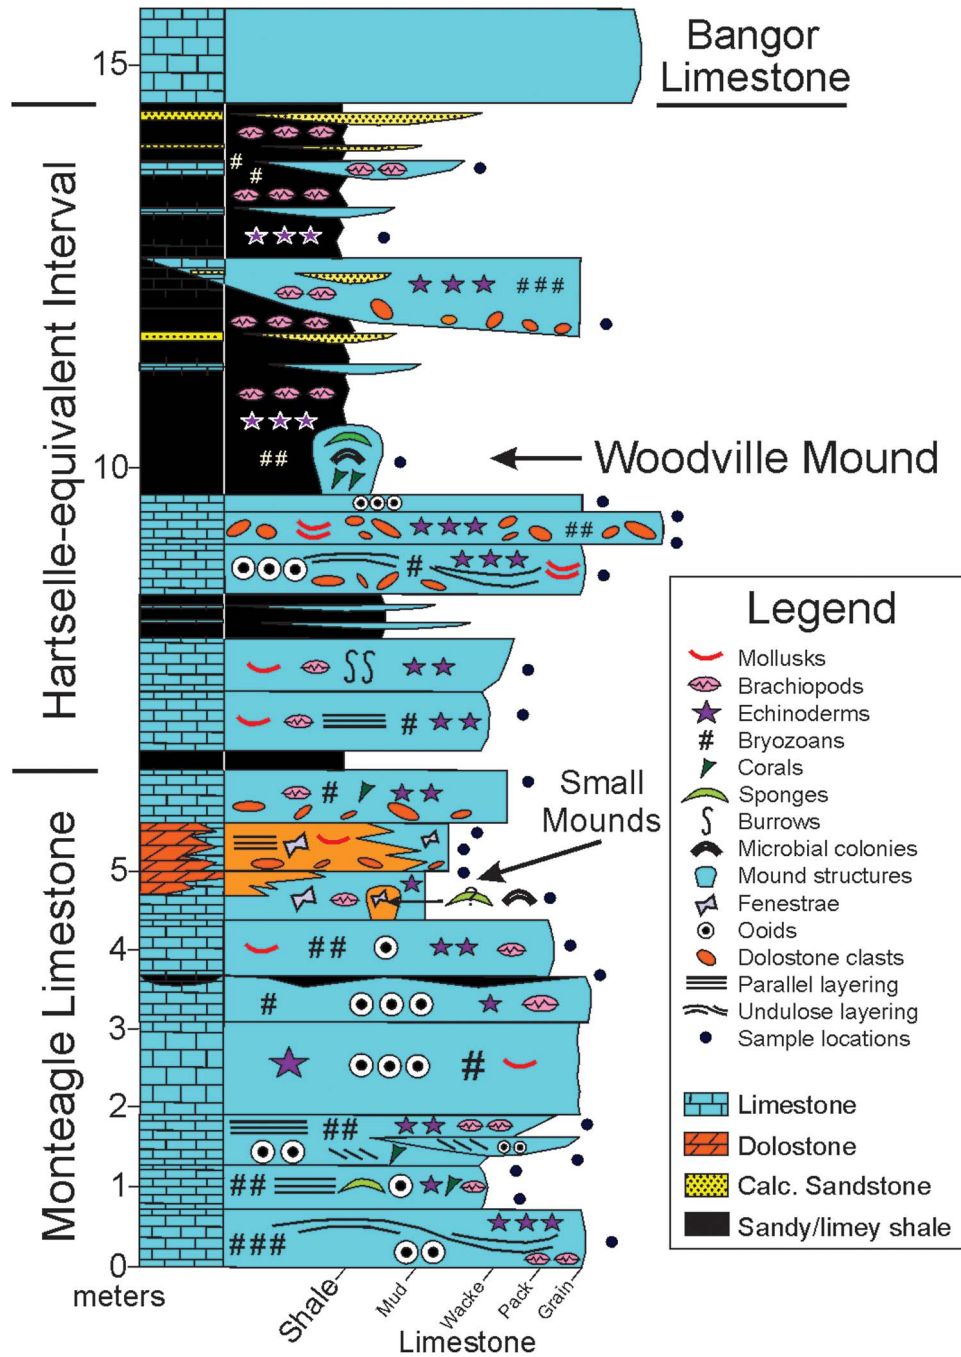 Bangor
Limestone
15
Hartselle-equivalent Interval
10
Woodville Mound
Small
Mounds
Monteagle Limestone
5
4
3
2
1
0
meters
Shale
Mud
Wacke
Pack
Grain
Limestone
Legend
Mollusks
Brachiopods
Echinoderms
# Bryozoans
Corals
Sponges
Burrows
Microbial colonies
Mound structures
Fenestrae
Ooids
Dolostone clasts
Parallel layering
Undulose layering
Sample locations
Limestone
Dolostone
Calc. Sandstone
Sandy/limey shale